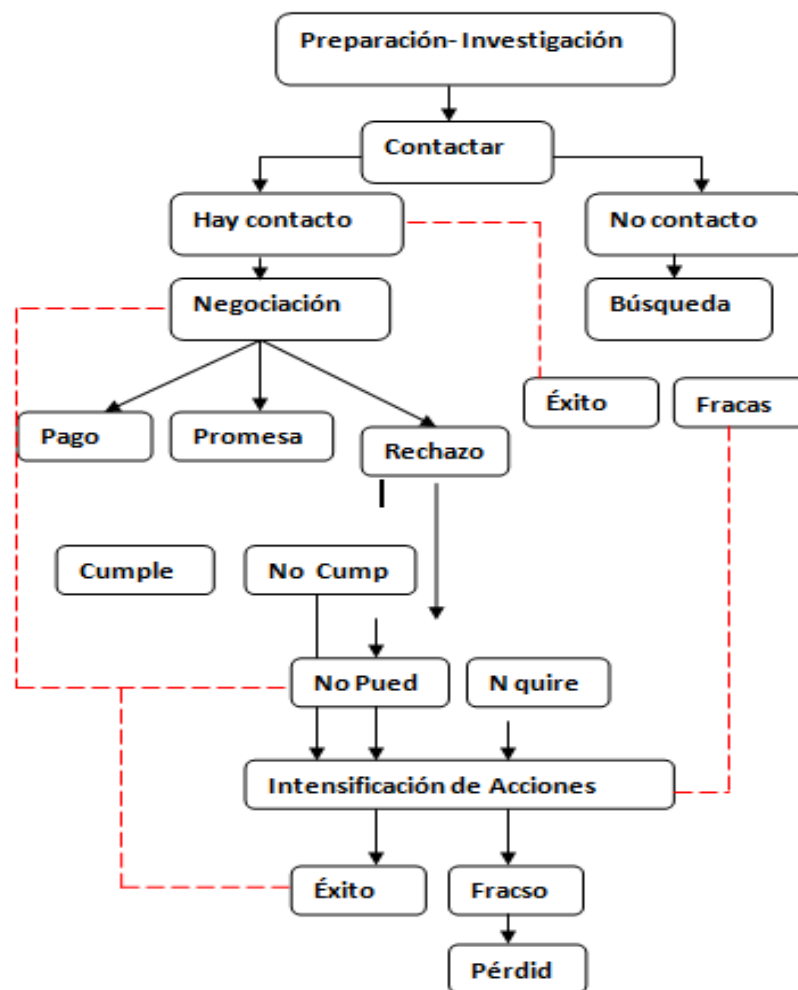 Preparación- Investigación
Contactar
Hay contacto
No contacto
Negociación
Búsqueda
Éxito
Fracas
Pago
Promesa
Rechazo
Cumple
No Cump
No Pued
N quire
Intensificación de Acciones
Éxito
Fracso
Pérdid